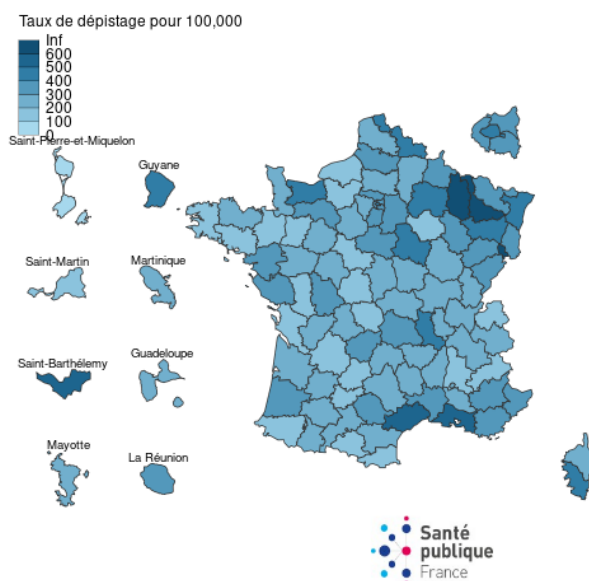 Taux de dépistage pour 100,000
Inf
600
500
400
300
200
100
0
Saint-Pierre-et-Miquelon
Guyane
Saint-Martin
Martinique
Saint-Barthélemy
Guadeloupe
Mayotte
La Réunion
Santé
publique
France